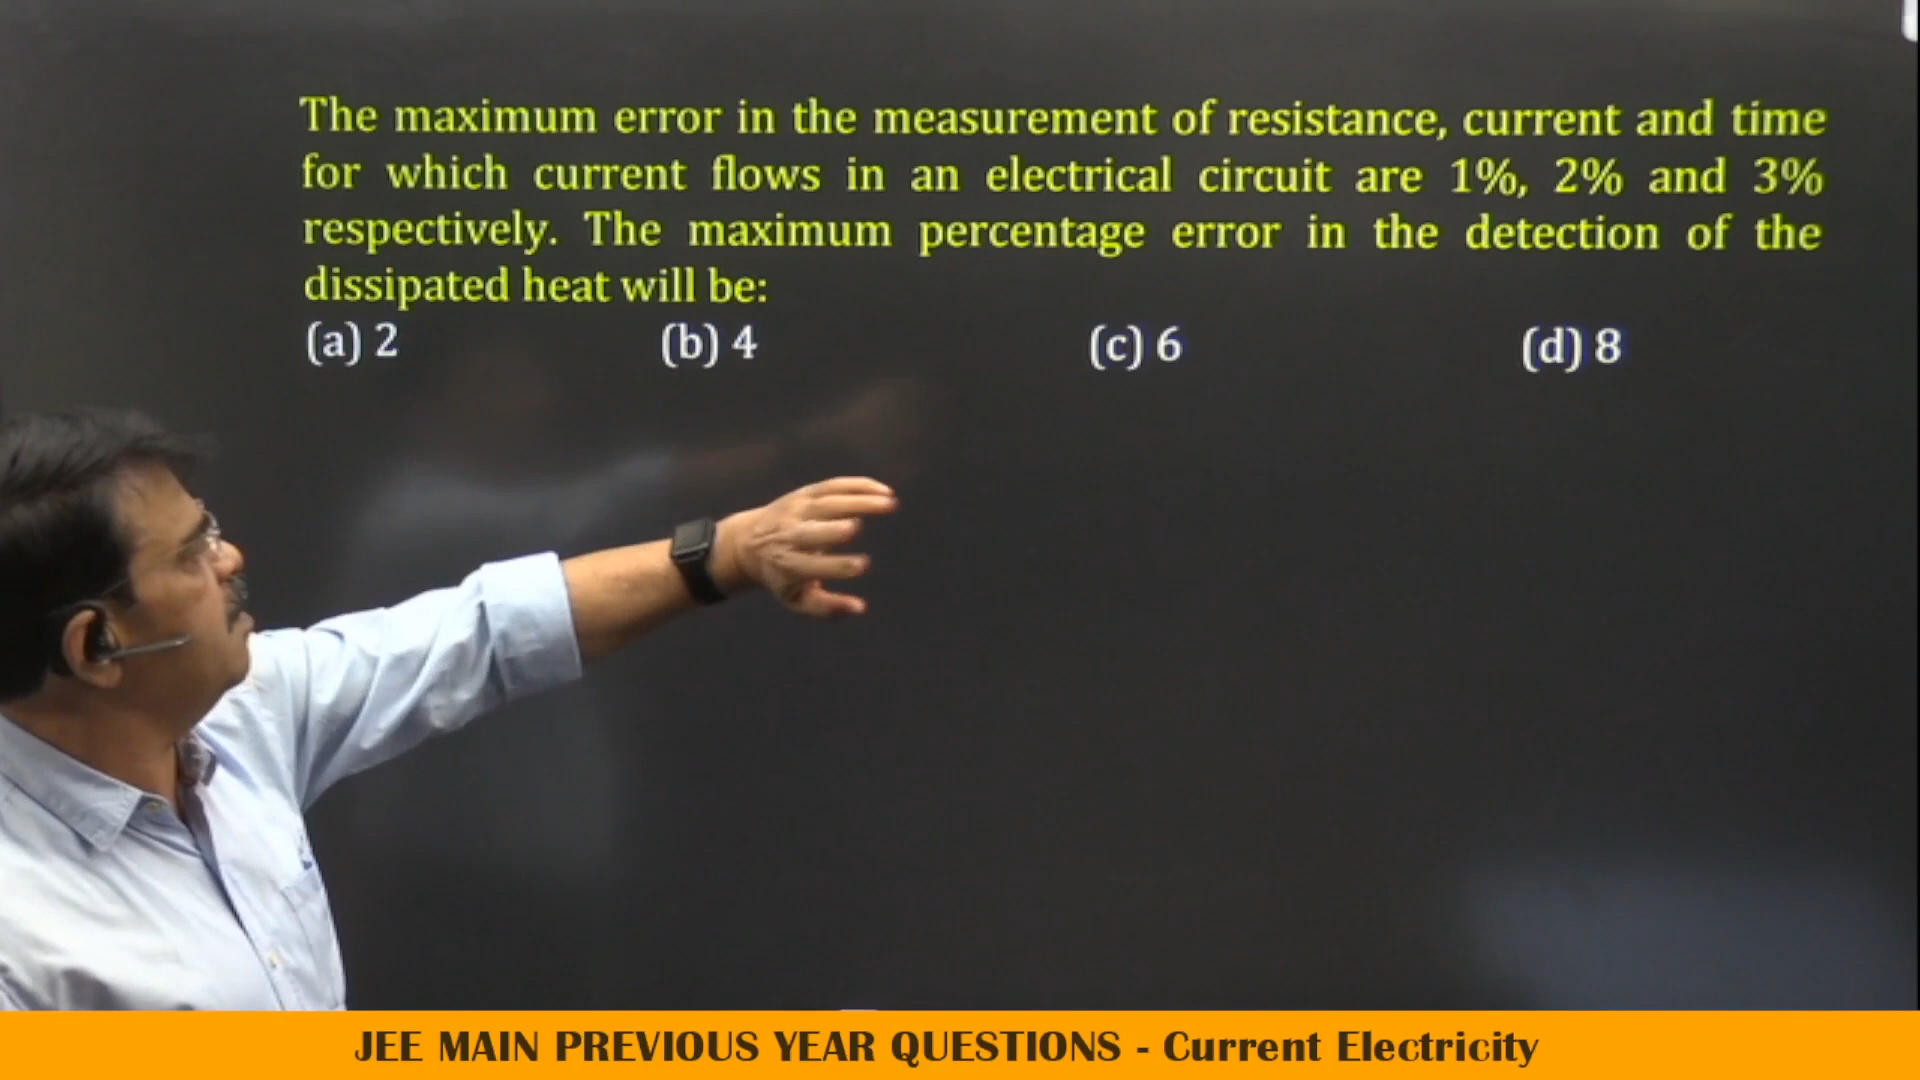 The maximum error in the measurement of resistance, current and time
for which current flows in an electrical circuit are 1%, 2% and 3%
respectively. The maximum percentage error in the detection of the
dissipated heat will be:
(a) 2 (b) 4 (c) 6 (d) 8
JEE MAIN PREVIOUS YEAR QUESTIONS - Current Electricity